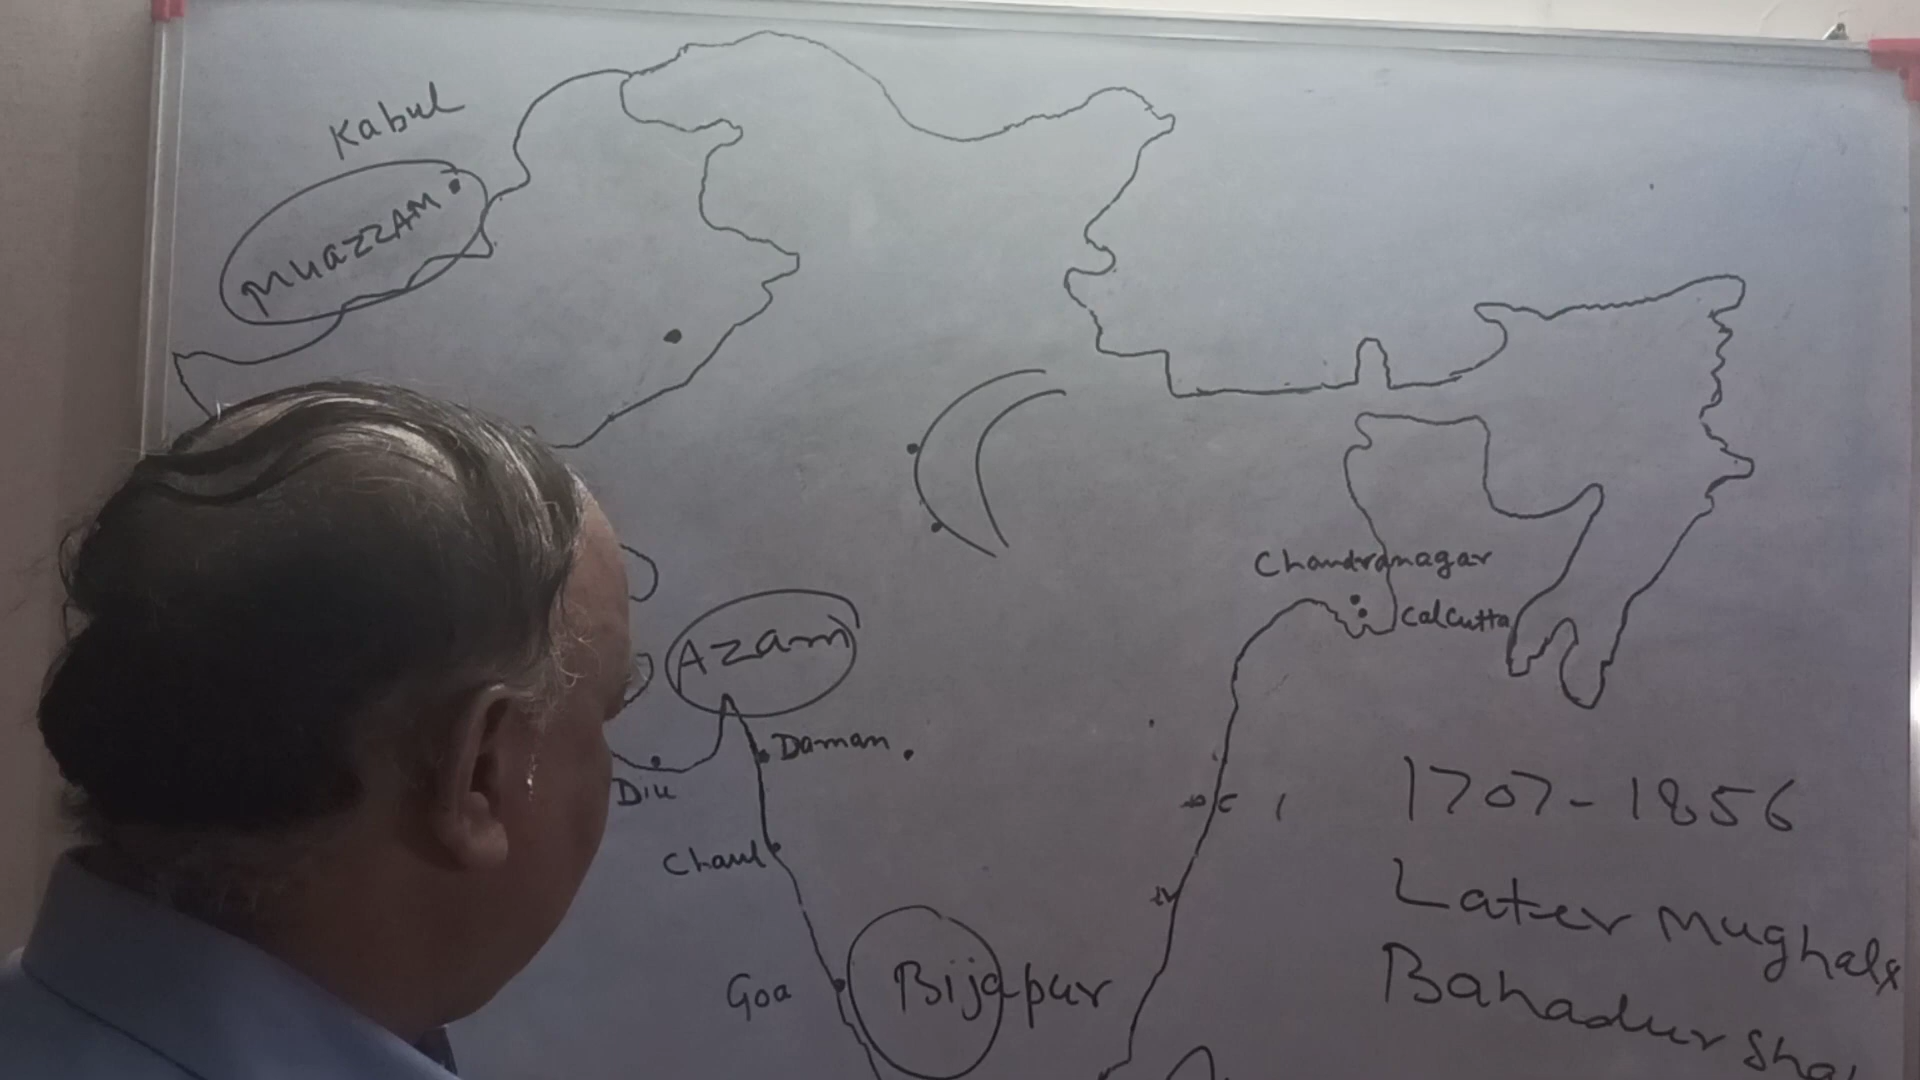 Kabul
MUAZZAM
Chandranagar
Calcutta
Azam
Daman
Diu
1707-1856
Chaul
Later Mughals
Goa
Bijapur
Bahadur Sha